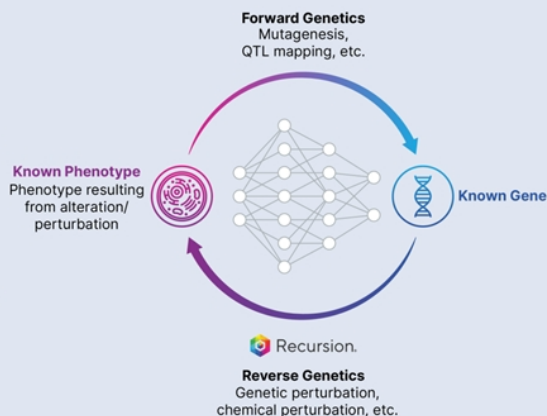 Forward Genetics
Mutagenesis,
QTL mapping, etc.
Known Phenotype
Phenotype resulting
from alteration/
perturbation
Known Gene
Recursion.
Reverse Genetics
Genetic perturbation,
chemical perturbation, etc.